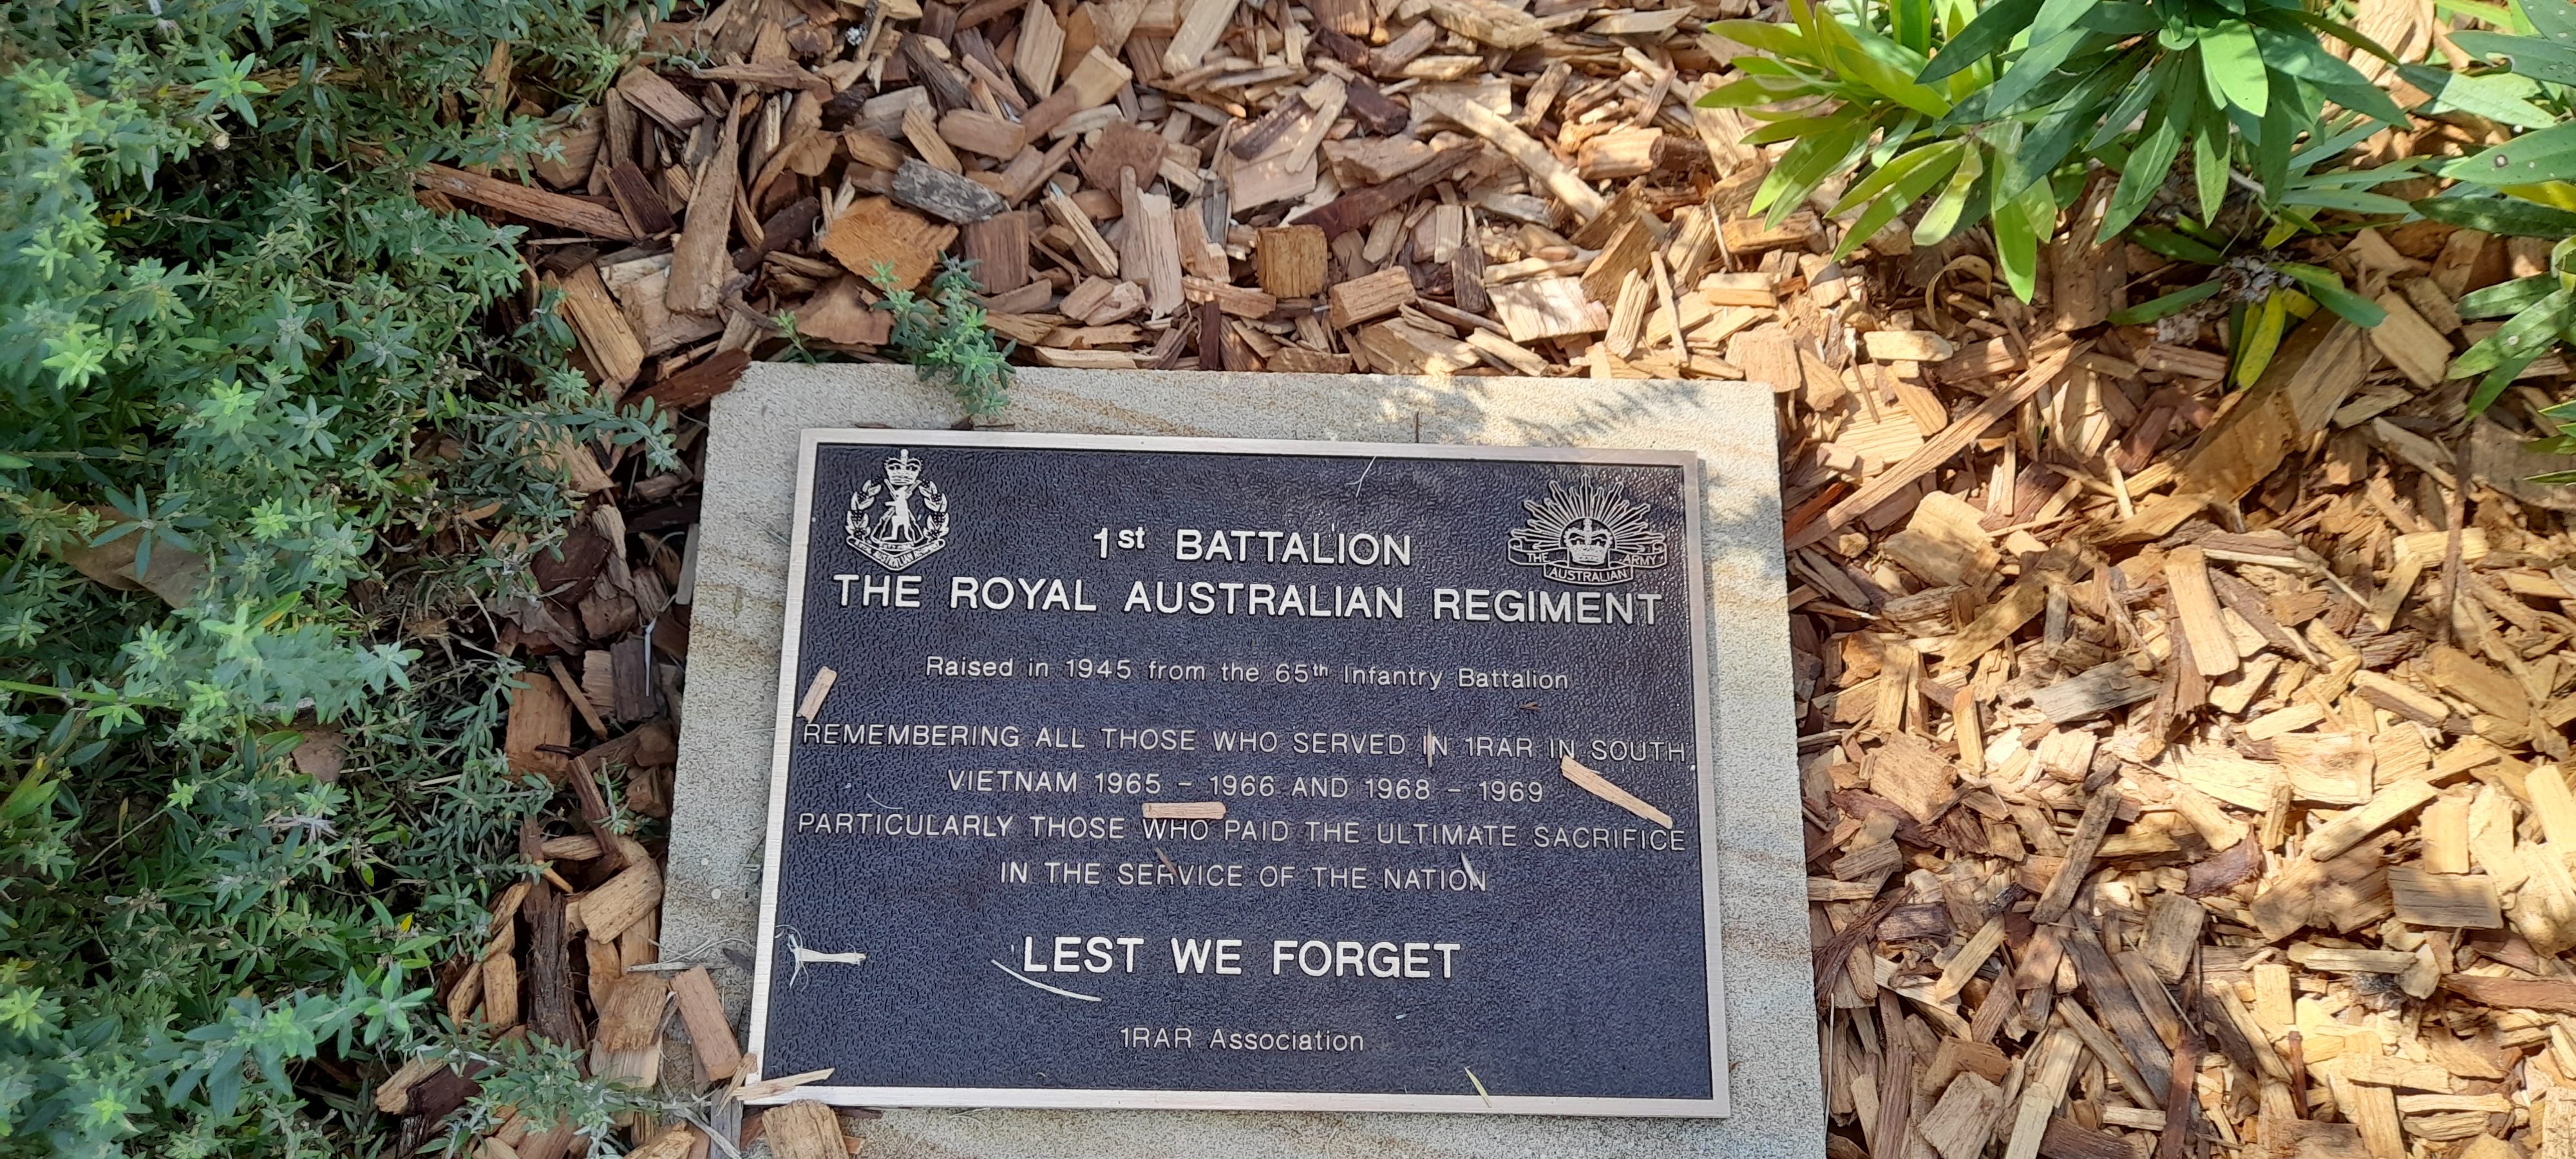 1st BATTALION
THE ROYAL AUSTRALIAN REGIMENT
THE AUSTRALIAN ARMY
Raised in 1945 from the 65th Infantry Battalion
REMEMBERING ALL THOSE WHO SERVED IN 1RAR IN SOUTH
VIETNAM 1965 - 1966 AND 1968 - 1969
PARTICULARLY THOSE WHO PAID THE ULTIMATE SACRIFICE
IN THE SERVICE OF THE NATION
LEST WE FORGET
1RAR Association